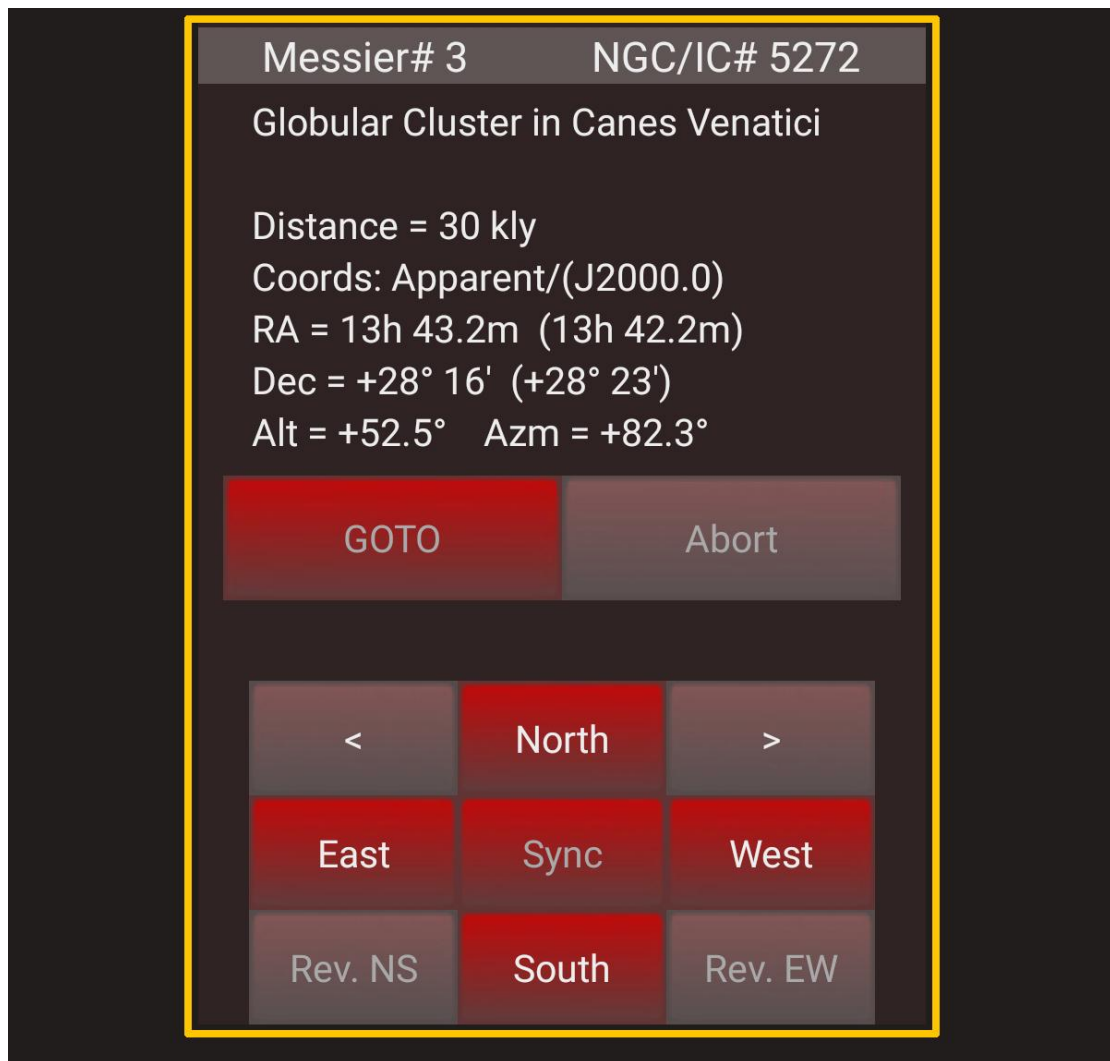 Messier# 3 NGC/IC# 5272
Globular Cluster in Canes Venatici
Distance = 30 kly
Coords: Apparent/(J2000.0)
RA = 13h 43.2m (13h 42.2m)
Dec = +28° 16' (+28° 23')
Alt = +52.5° Azm = +82.3°
GOTO Abort
< North >
East Sync West
Rev. NS South Rev. EW